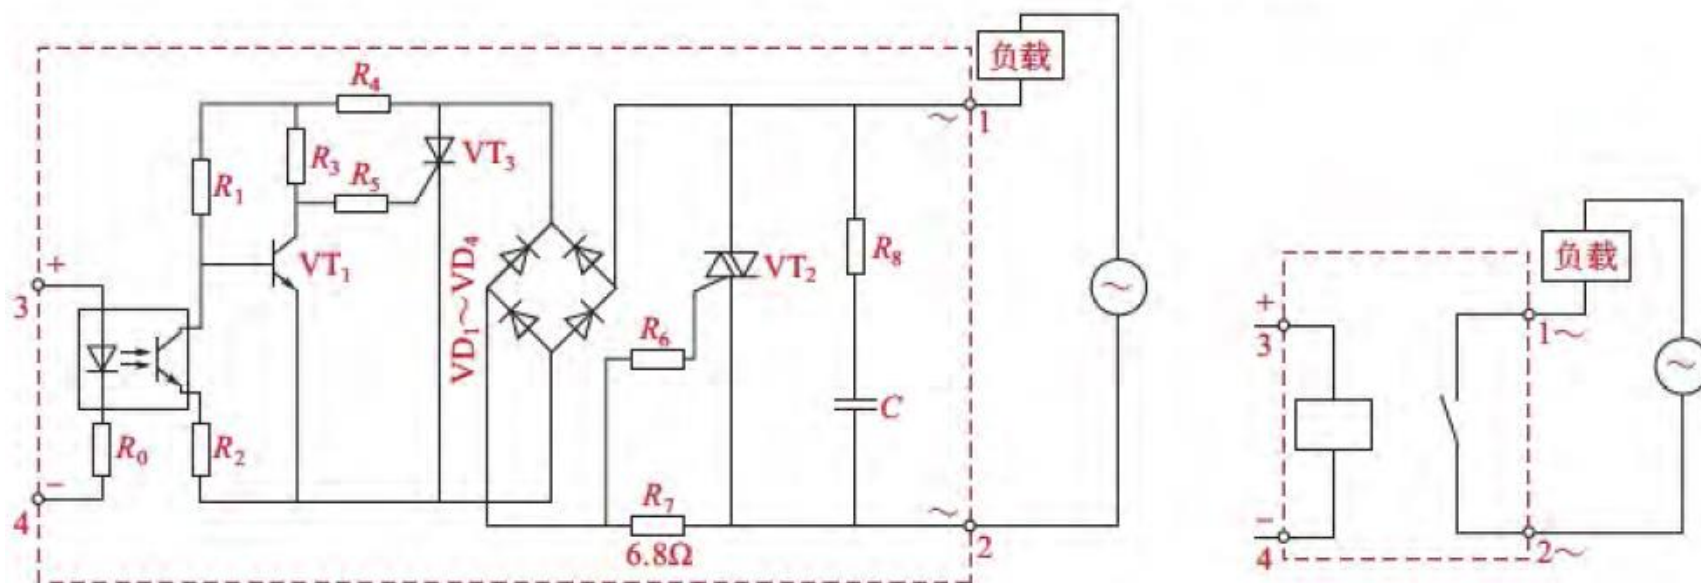 负载
R₄
~
1
R₃
VT₃
R₁
R₅
R₈
VT₂
VT₁
+
3
VD₁~VD₄
~
R₆
C
R₀
R₂
-
4
R₇
~
2
6.8Ω
负载
+
3
1~
~
-
4
2~